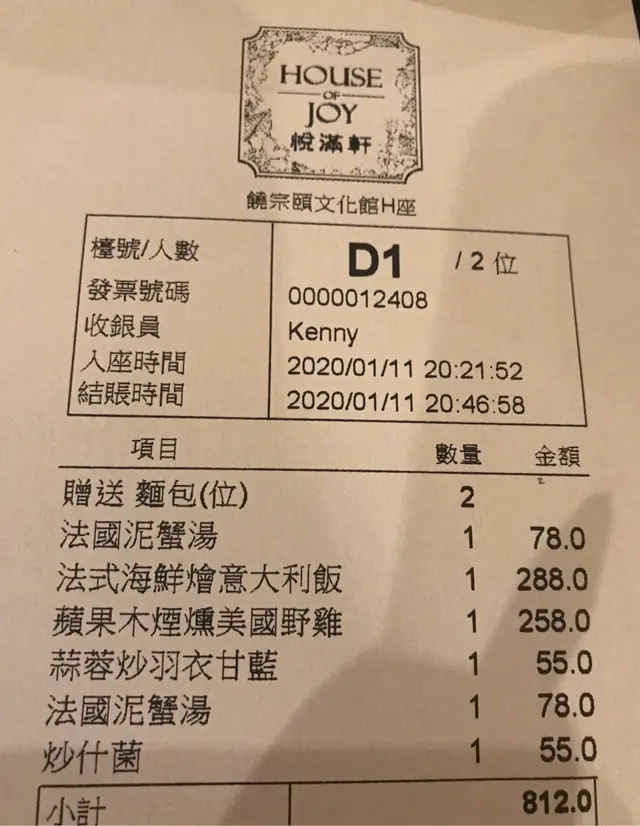 HOUSE
OF
JOY
悅滿軒
饒宗頤文化館H座
檯號/人數 D1 / 2 位
發票號碼 0000012408
收銀員 Kenny
入座時間 2020/01/11 20:21:52
結賬時間 2020/01/11 20:46:58
項目 數量 金額
贈送 麵包(位) 2
法國泥蟹湯 1 78.0
法式海鮮燴意大利飯 1 288.0
蘋果木煙燻美國野雞 1 258.0
蒜蓉炒羽衣甘藍 1 55.0
法國泥蟹湯 1 78.0
炒什菌 1 55.0
小計 812.0